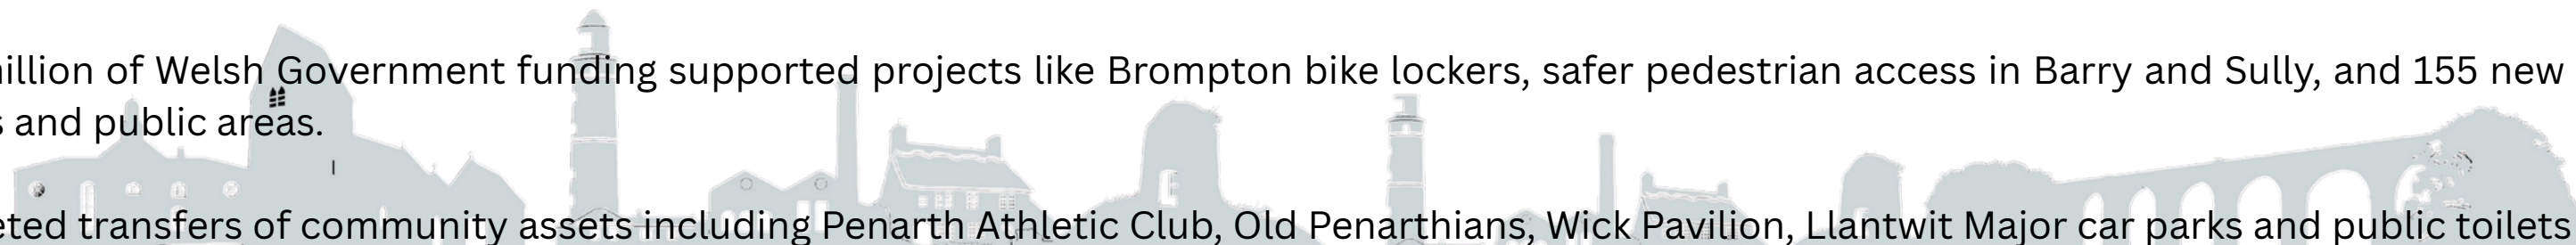 illion of Welsh Government funding supported projects like Brompton bike lockers, safer pedestrian access in Barry and Sully, and 155 new
s and public areas.
eted transfers of community assets including Penarth Athletic Club, Old Penarthians, Wick Pavilion, Llantwit Major car parks and public toilets